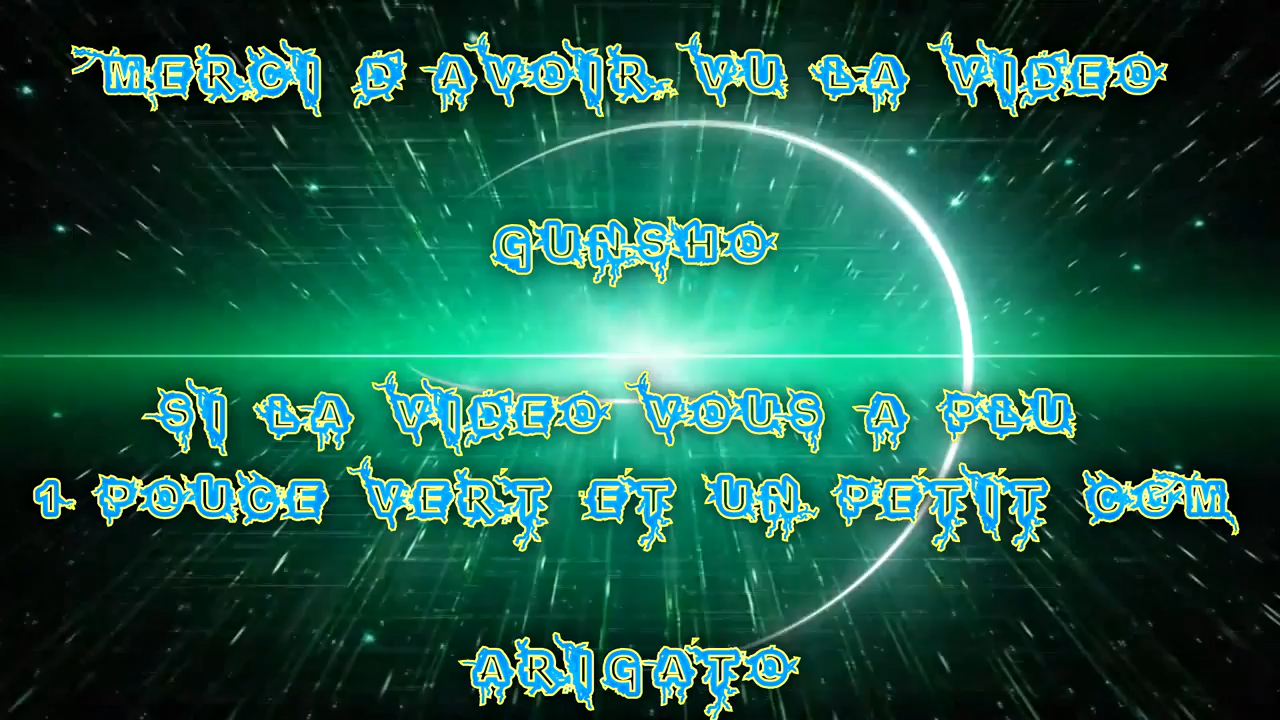 MERCI D AVOIR VU LA VIDEO
GUNSHO
SI LA VIDEO VOUS A PLU
1 POUCE VERT ET UN PETIT COM
ARIGATO